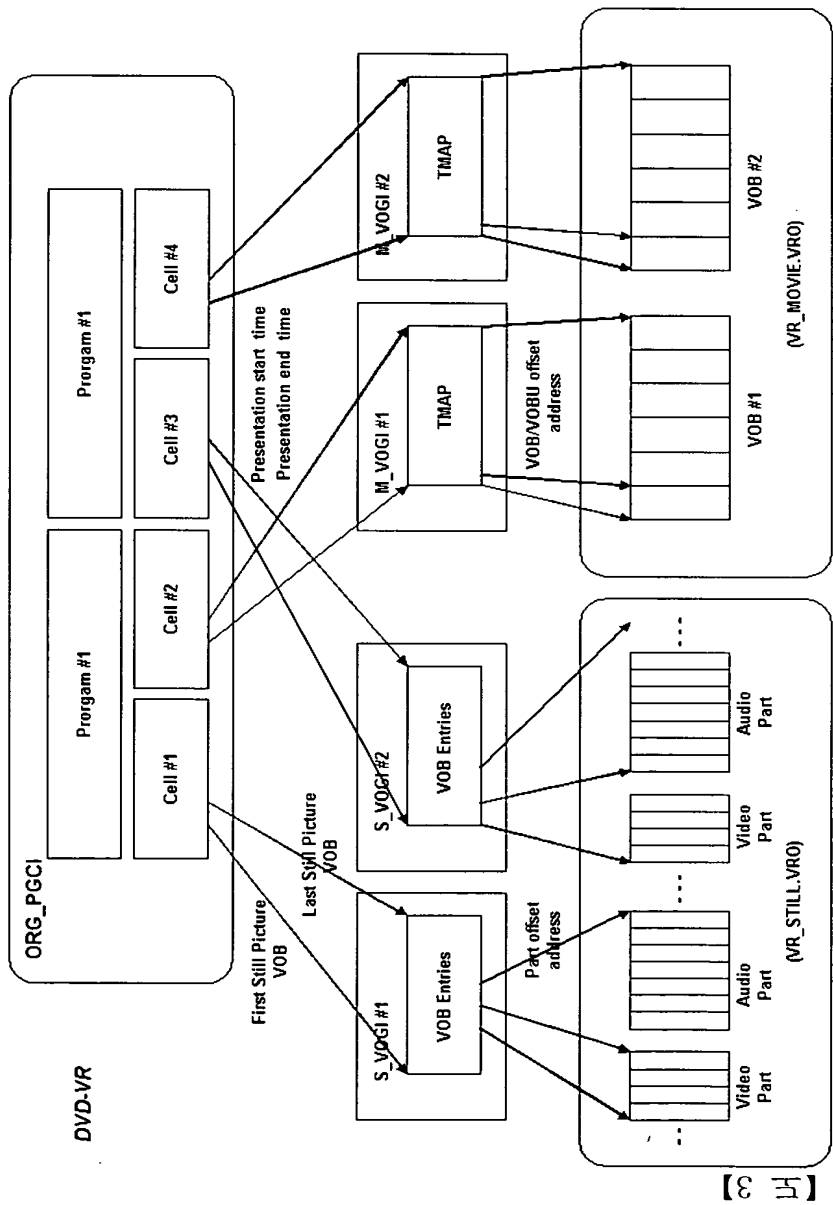 【도 3】
DVD-VR
ORG_PGCI
Prorgam #1
Prorgam #1
Cell #1
Cell #2
Cell #3
Cell #4
First Still Picture
VOB
Last Still Picture
VOB
Presentation start time
Presentation end time
S_VOGI #1
VOB Entries
S_VOGI #2
VOB Entries
M_VOGI #1
TMAP
M_VOGI #2
TMAP
Part offset
address
VOB/VOBU offset
address
Video
Part
Audio
Part
Video
Part
Audio
Part
VOB #1
VOB #2
(VR_STILL.VRO)
(VR_MOVIE.VRO)